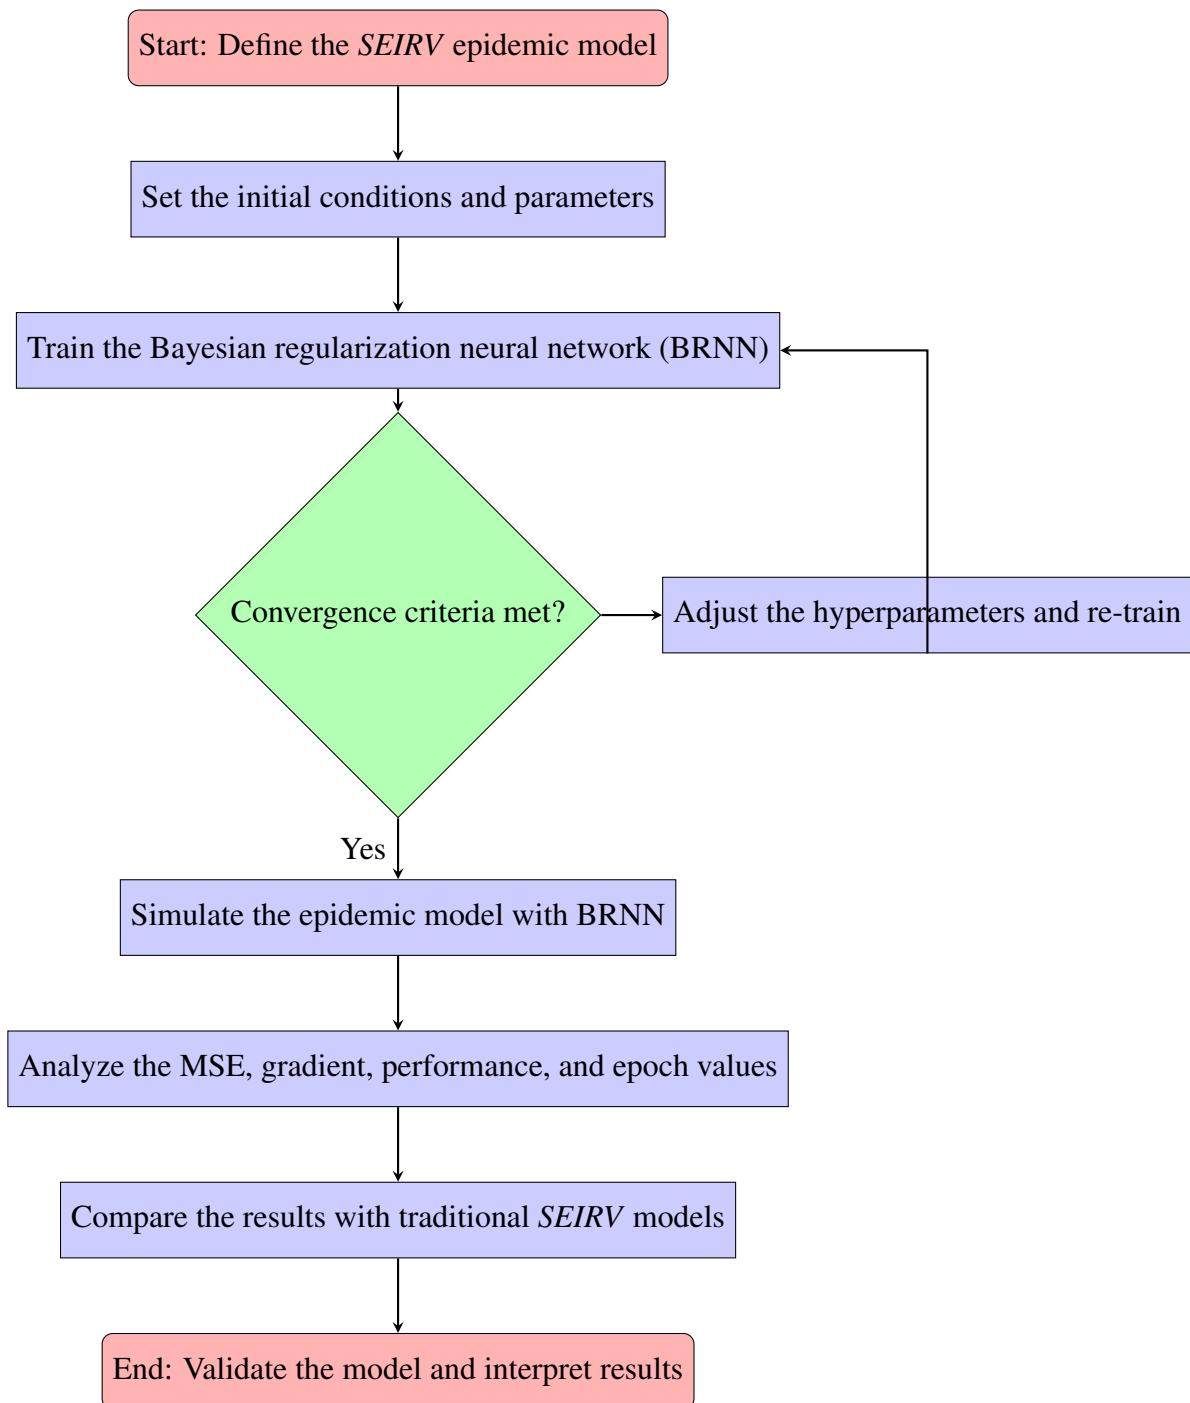 Start: Define the SEIRV epidemic model
Set the initial conditions and parameters
Train the Bayesian regularization neural network (BRNN)
Convergence criteria met?
Adjust the hyperparameters and re-train
Yes
Simulate the epidemic model with BRNN
Analyze the MSE, gradient, performance, and epoch values
Compare the results with traditional SEIRV models
End: Validate the model and interpret results